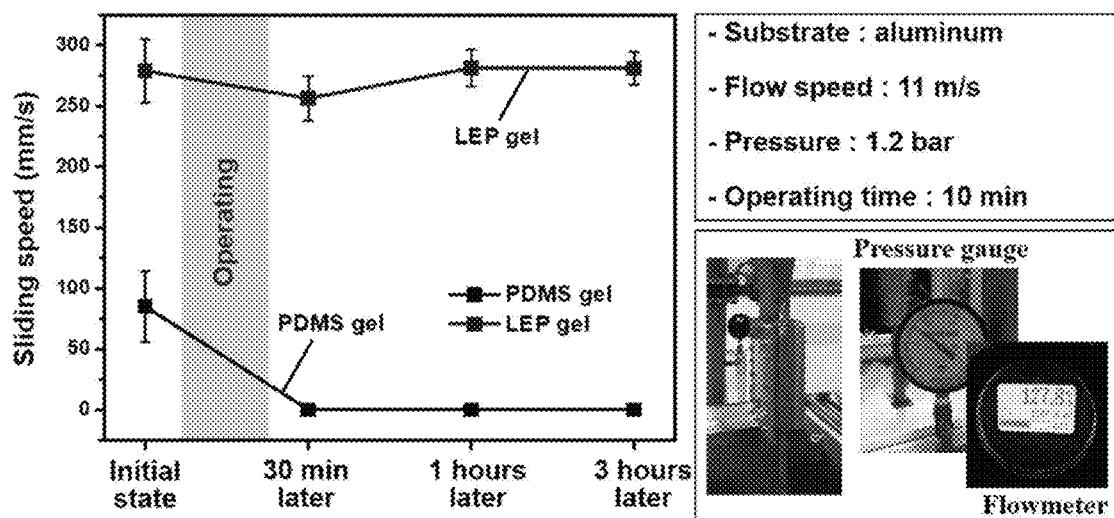 300
250
200
150
100
50
0
Sliding speed (mm/s)
Operating
LEP gel
PDMS gel
PDMS gel
LEP gel
Initial
state
30 min
later
1 hours
later
3 hours
later
- Substrate : aluminum
- Flow speed : 11 m/s
- Pressure : 1.2 bar
- Operating time : 10 min
Pressure gauge
Flowmeter